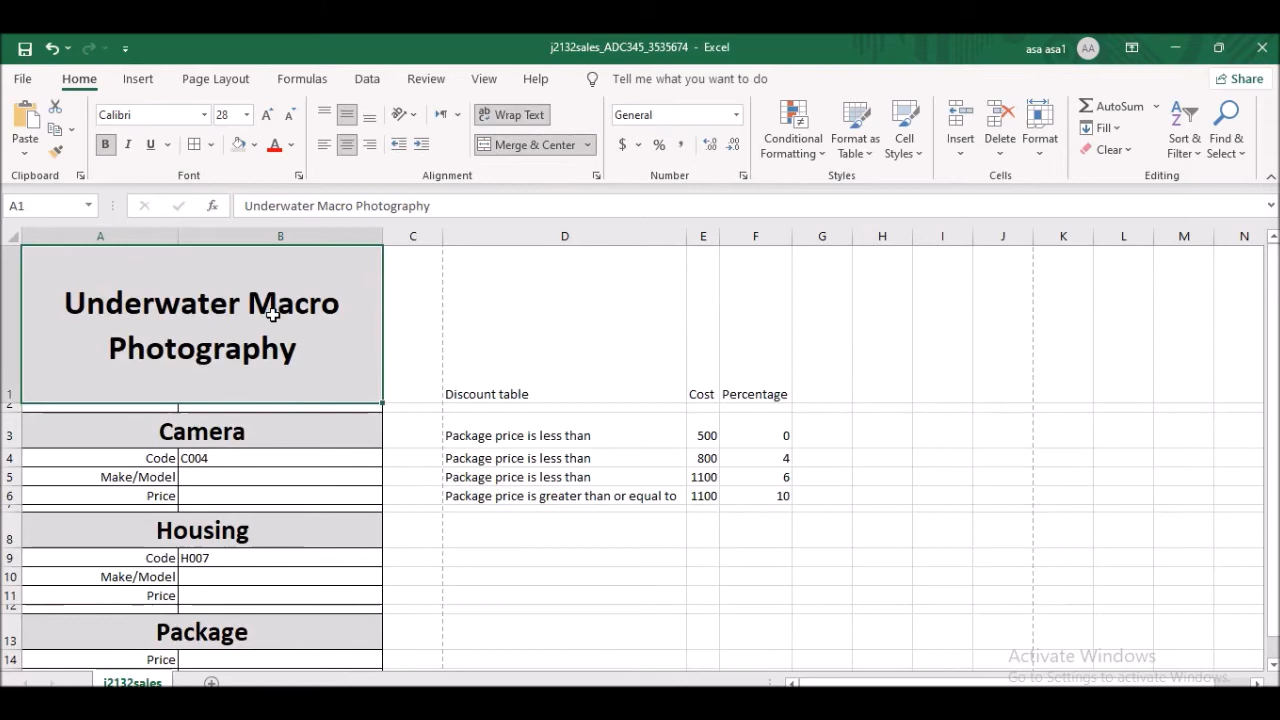 j2132sales_ADC345_3535674 - Excel
asa asa1 AA
File Home Insert Page Layout Formulas Data Review View Help Tell me what you want to do Share
Calibri 28 Wrap Text General AutoSum
Paste B I U Merge & Center $ % Conditional Formatting Format as Table Cell Styles Insert Delete Format Fill Clear Sort & Filter Find & Select
Clipboard Font Alignment Number Styles Cells Editing
A1 fx Underwater Macro Photography
A B C D E F G H I J K L M N
Underwater Macro
Photography
1 Discount table Cost Percentage
2
3 Camera Package price is less than 500 0
4 Code C004 Package price is less than 800 4
5 Make/Model Package price is less than 1100 6
6 Price Package price is greater than or equal to 1100 10
7
8 Housing
9 Code H007
10 Make/Model
11 Price
12
13 Package
14 Price
Activate Windows
Go to Settings to activate Windows.
j2132sales